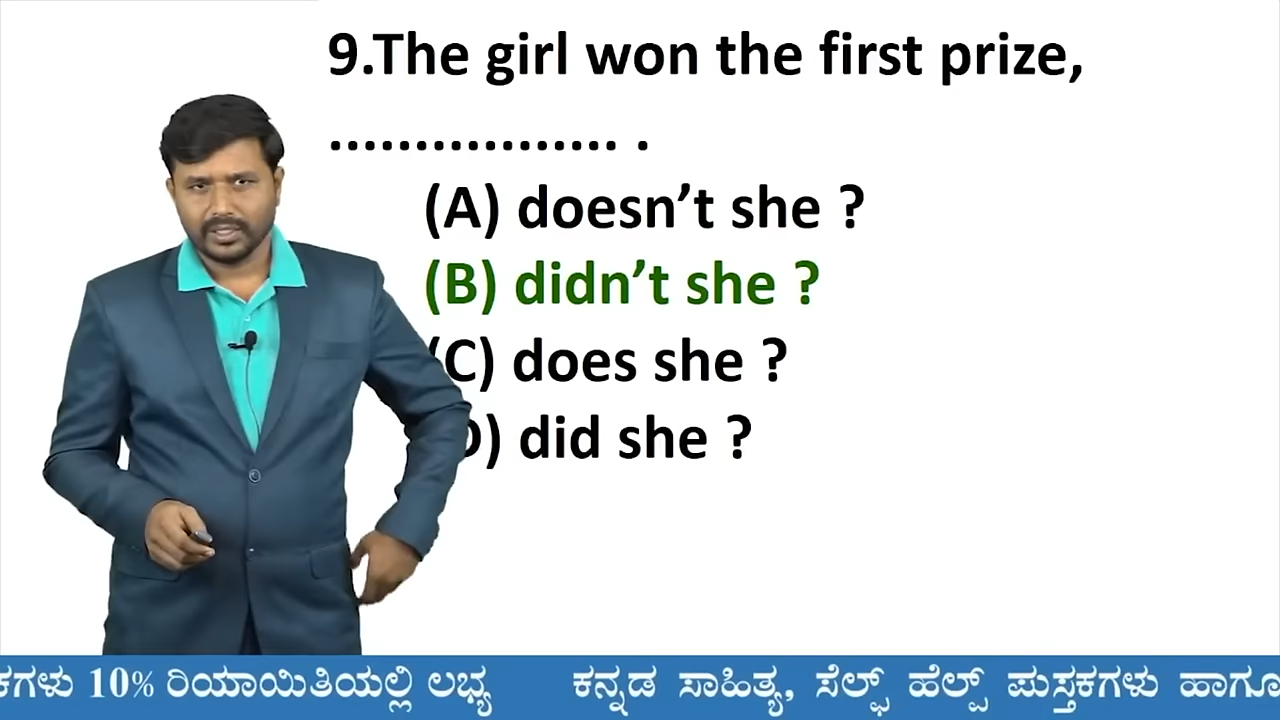 9.The girl won the first prize,
................. .
(A) doesn’t she ?
(B) didn’t she ?
(C) does she ?
D) did she ?
ಕಗಳು 10% ರಿಯಾಯಿತಿಯಲ್ಲಿ ಲಭ್ಯ ಕನ್ನಡ ಸಾಹಿತ್ಯ, ಸೆಲ್ಫ್ ಹೆಲ್ಪ್ ಪುಸ್ತಕಗಳು ಹಾಗೂ